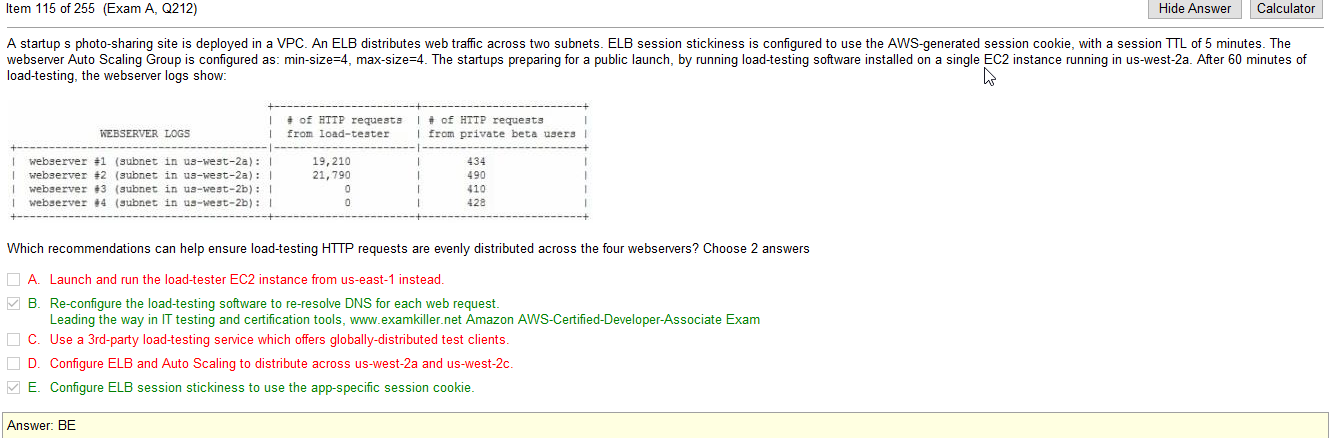 Item 115 of 255 (Exam A, Q212)
Hide Answer
Calculator
A startup s photo-sharing site is deployed in a VPC. An ELB distributes web traffic across two subnets. ELB session stickiness is configured to use the AWS-generated session cookie, with a session TTL of 5 minutes. The
webserver Auto Scaling Group is configured as: min-size=4, max-size=4. The startups preparing for a public launch, by running load-testing software installed on a single EC2 instance running in us-west-2a. After 60 minutes of
load-testing, the webserver logs show:
# of HTTP requests | # of HTTP requests
WEBSERVER LOGS | from load-tester | from private beta users
webserver #1 (subnet in us-west-2a): | 19,210 | 434
webserver #2 (subnet in us-west-2a): | 21,790 | 490
webserver #3 (subnet in us-west-2b): | 0 | 410
webserver #4 (subnet in us-west-2b): | 0 | 428
Which recommendations can help ensure load-testing HTTP requests are evenly distributed across the four webservers? Choose 2 answers
A. Launch and run the load-tester EC2 instance from us-east-1 instead.
B. Re-configure the load-testing software to re-resolve DNS for each web request.
Leading the way in IT testing and certification tools, www.examkiller.net Amazon AWS-Certified-Developer-Associate Exam
C. Use a 3rd-party load-testing service which offers globally-distributed test clients.
D. Configure ELB and Auto Scaling to distribute across us-west-2a and us-west-2c.
E. Configure ELB session stickiness to use the app-specific session cookie.
Answer: BE